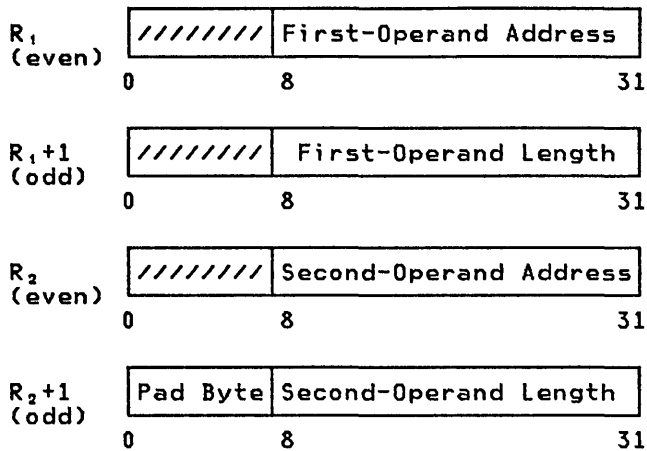 R₁ //////// First-Operand Address
(even)
0 8 31
R₁+1 //////// First-Operand Length
(odd)
0 8 31
R₂ //////// Second-Operand Address
(even)
0 8 31
R₂+1 Pad Byte Second-Operand Length
(odd)
0 8 31